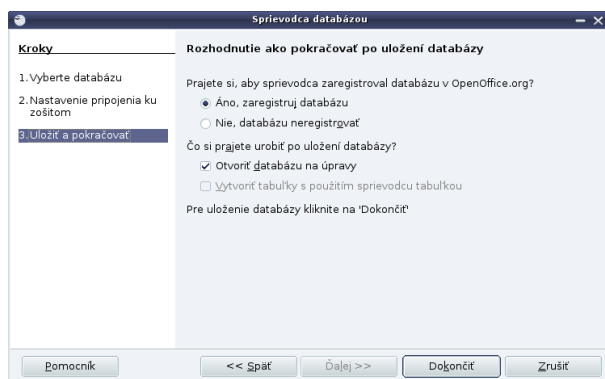 Sprievodca databázou
Kroky
1.Vyberte databázu
2.Nastavenie pripojenia ku
zošitom
3.Uložiť a pokračovať
Rozhodnutie ako pokračovať po uložení databázy
Prajete si, aby sprievodca zaregistroval databázu v OpenOffice.org?
Áno, zaregistruj databázu
Nie, databázu neregistrovať
Čo si prajete urobiť po uložení databázy?
Otvoriť databázu na úpravy
Vytvoriť tabuľky s použitím sprievodcu tabuľkou
Pre uloženie databázy kliknite na 'Dokončiť'
Pomocník
<< Späť
Ďalej >>
Dokončiť
Zrušiť